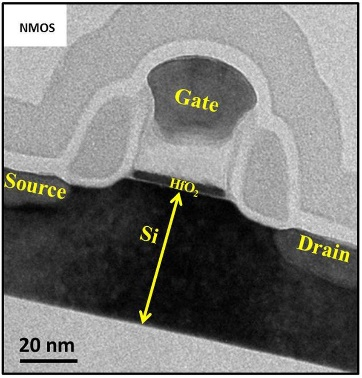 NMOS
Gate
HfO₂
Source
Si
Drain
20 nm